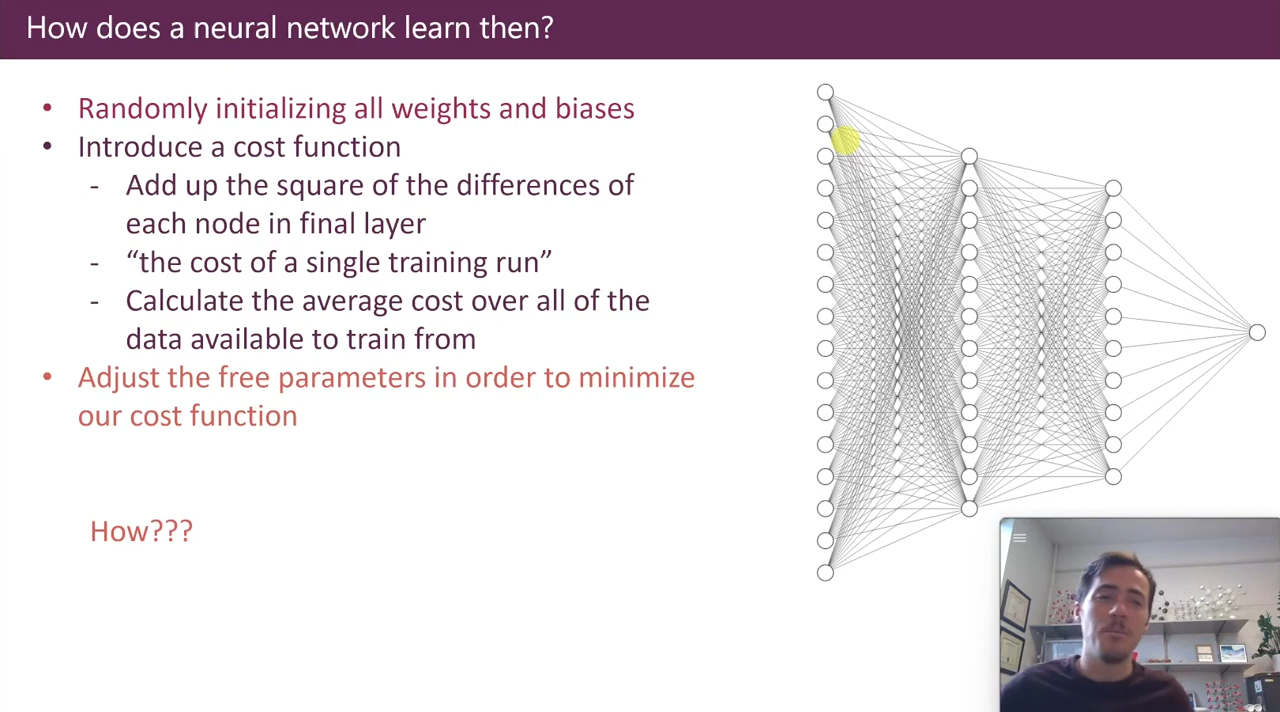 How does a neural network learn then?
• Randomly initializing all weights and biases
• Introduce a cost function
- Add up the square of the differences of
each node in final layer
- “the cost of a single training run”
- Calculate the average cost over all of the
data available to train from
• Adjust the free parameters in order to minimize
our cost function
How???